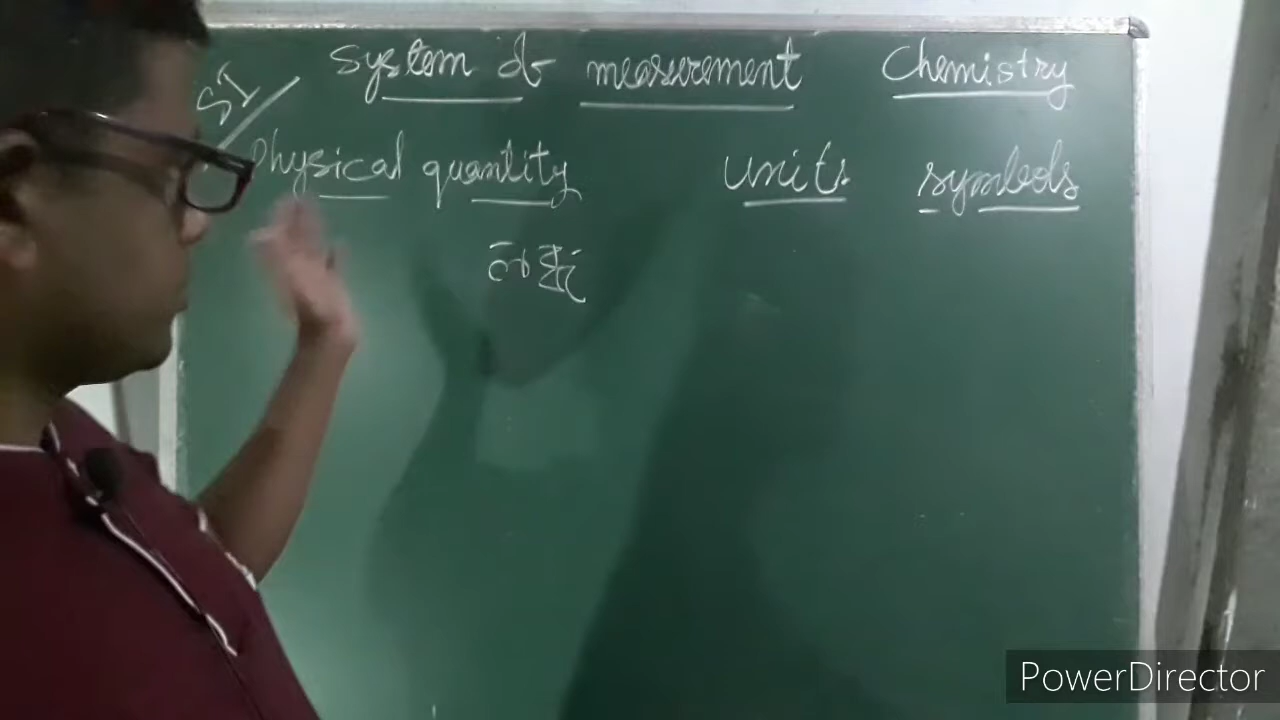 System of measurement Chemistry
SI
Physical quantity units symbols
PowerDirector